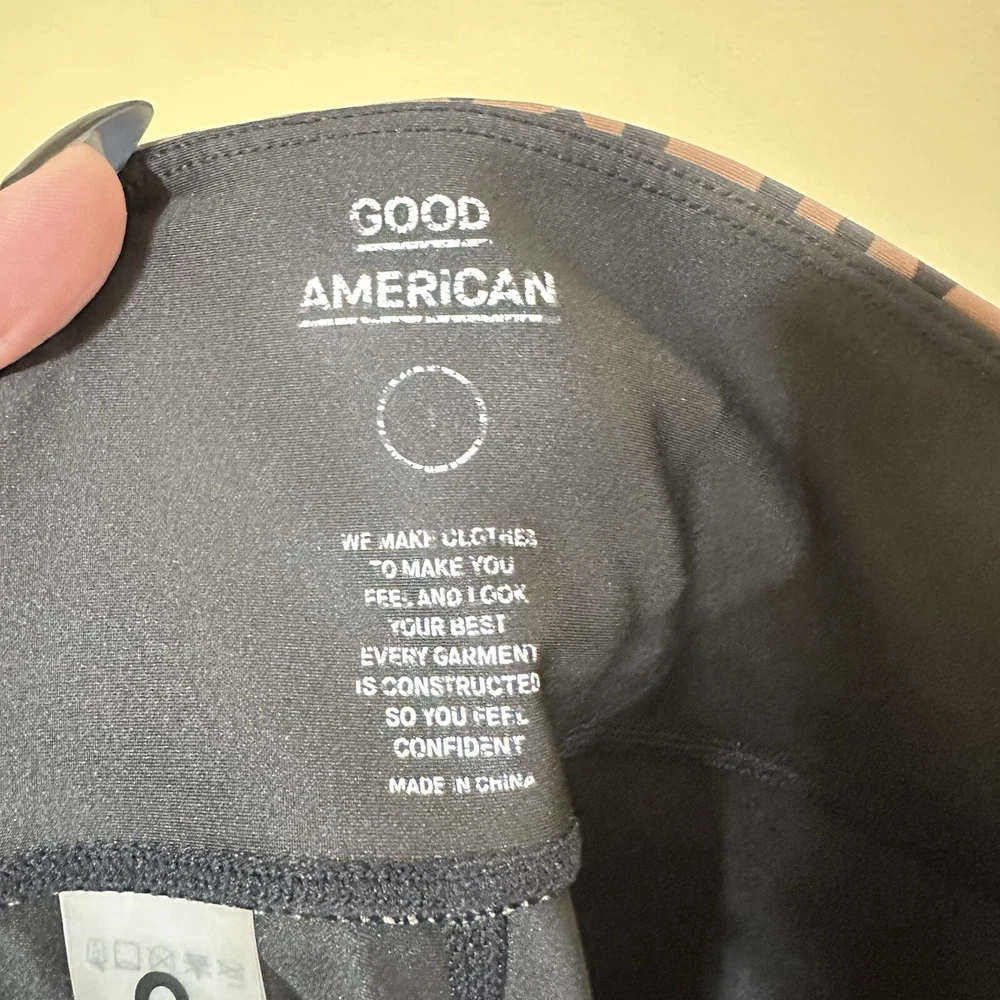 GOOD
AMERICAN
WE MAKE CLOTHES
TO MAKE YOU
FEEL AND LOOK
YOUR BEST
EVERY GARMENT
IS CONSTRUCTED
SO YOU FEEL
CONFIDENT
MADE IN CHINA